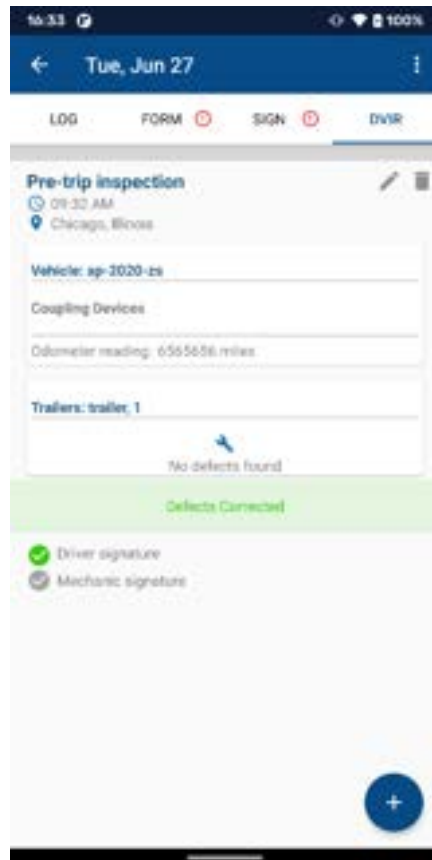 16:33 100%
Tue, Jun 27
LOG FORM SIGN DVIR
Pre-trip inspection
09:32 AM
Chicago, Illinois
Vehicle: ap-2020-zs
Coupling Devices
Odometer reading: 6565656 miles
Trailers: trailer, 1
No defects found
Defects Corrected
Driver signature
Mechanic signature